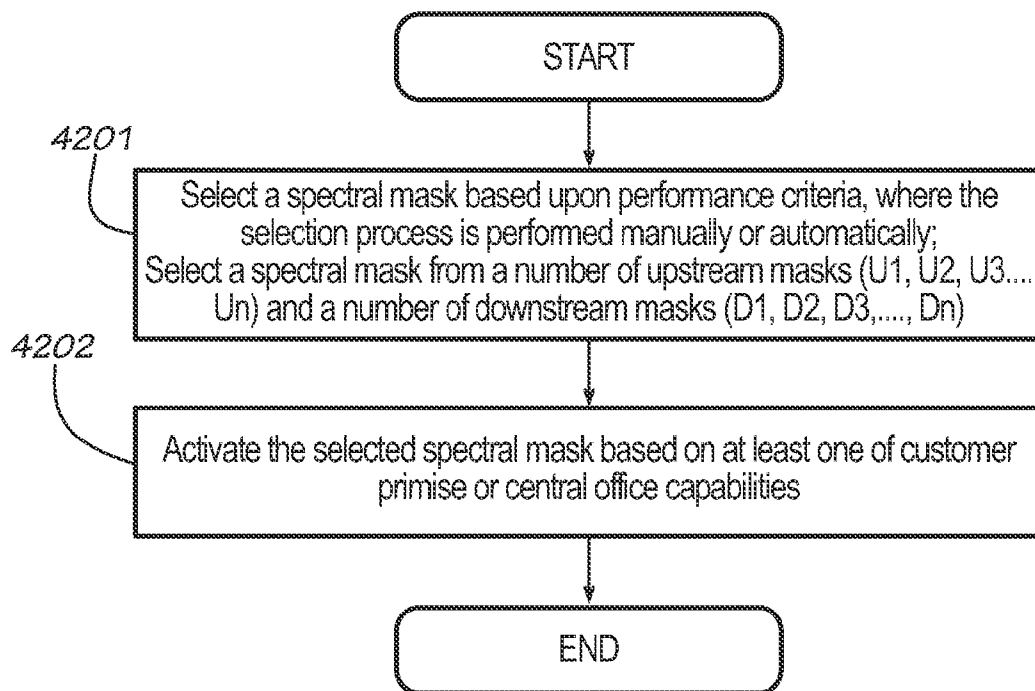 START
4201
Select a spectral mask based upon performance criteria, where the
selection process is performed manually or automatically;
Select a spectral mask from a number of upstream masks (U1, U2, U3....
Un) and a number of downstream masks (D1, D2, D3,...., Dn)
4202
Activate the selected spectral mask based on at least one of customer
primise or central office capabilities
END